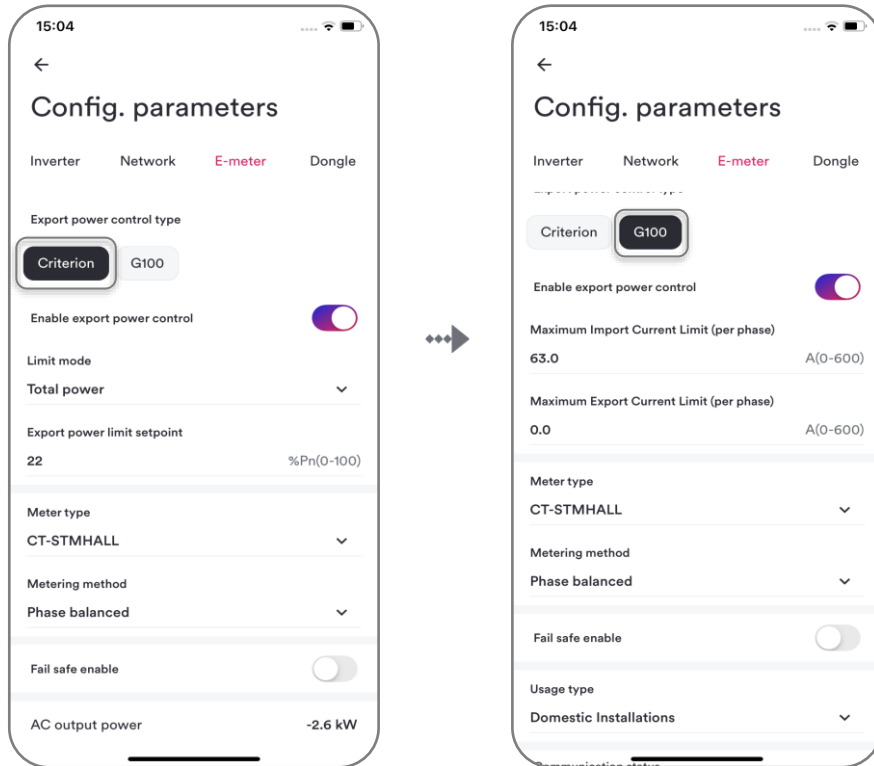 15:04
Config. parameters
Inverter Network E-meter Dongle
Export power control type
Criterion G100
Enable export power control
Limit mode
Total power
Export power limit setpoint
22 %Pn(0-100)
Meter type
CT-STMHALL
Metering method
Phase balanced
Fail safe enable
AC output power -2.6 kW
15:04
Config. parameters
Inverter Network E-meter Dongle
Criterion G100
Enable export power control
Maximum Import Current Limit (per phase)
63.0 A(0-600)
Maximum Export Current Limit (per phase)
0.0 A(0-600)
Meter type
CT-STMHALL
Metering method
Phase balanced
Fail safe enable
Usage type
Domestic Installations
Communication status